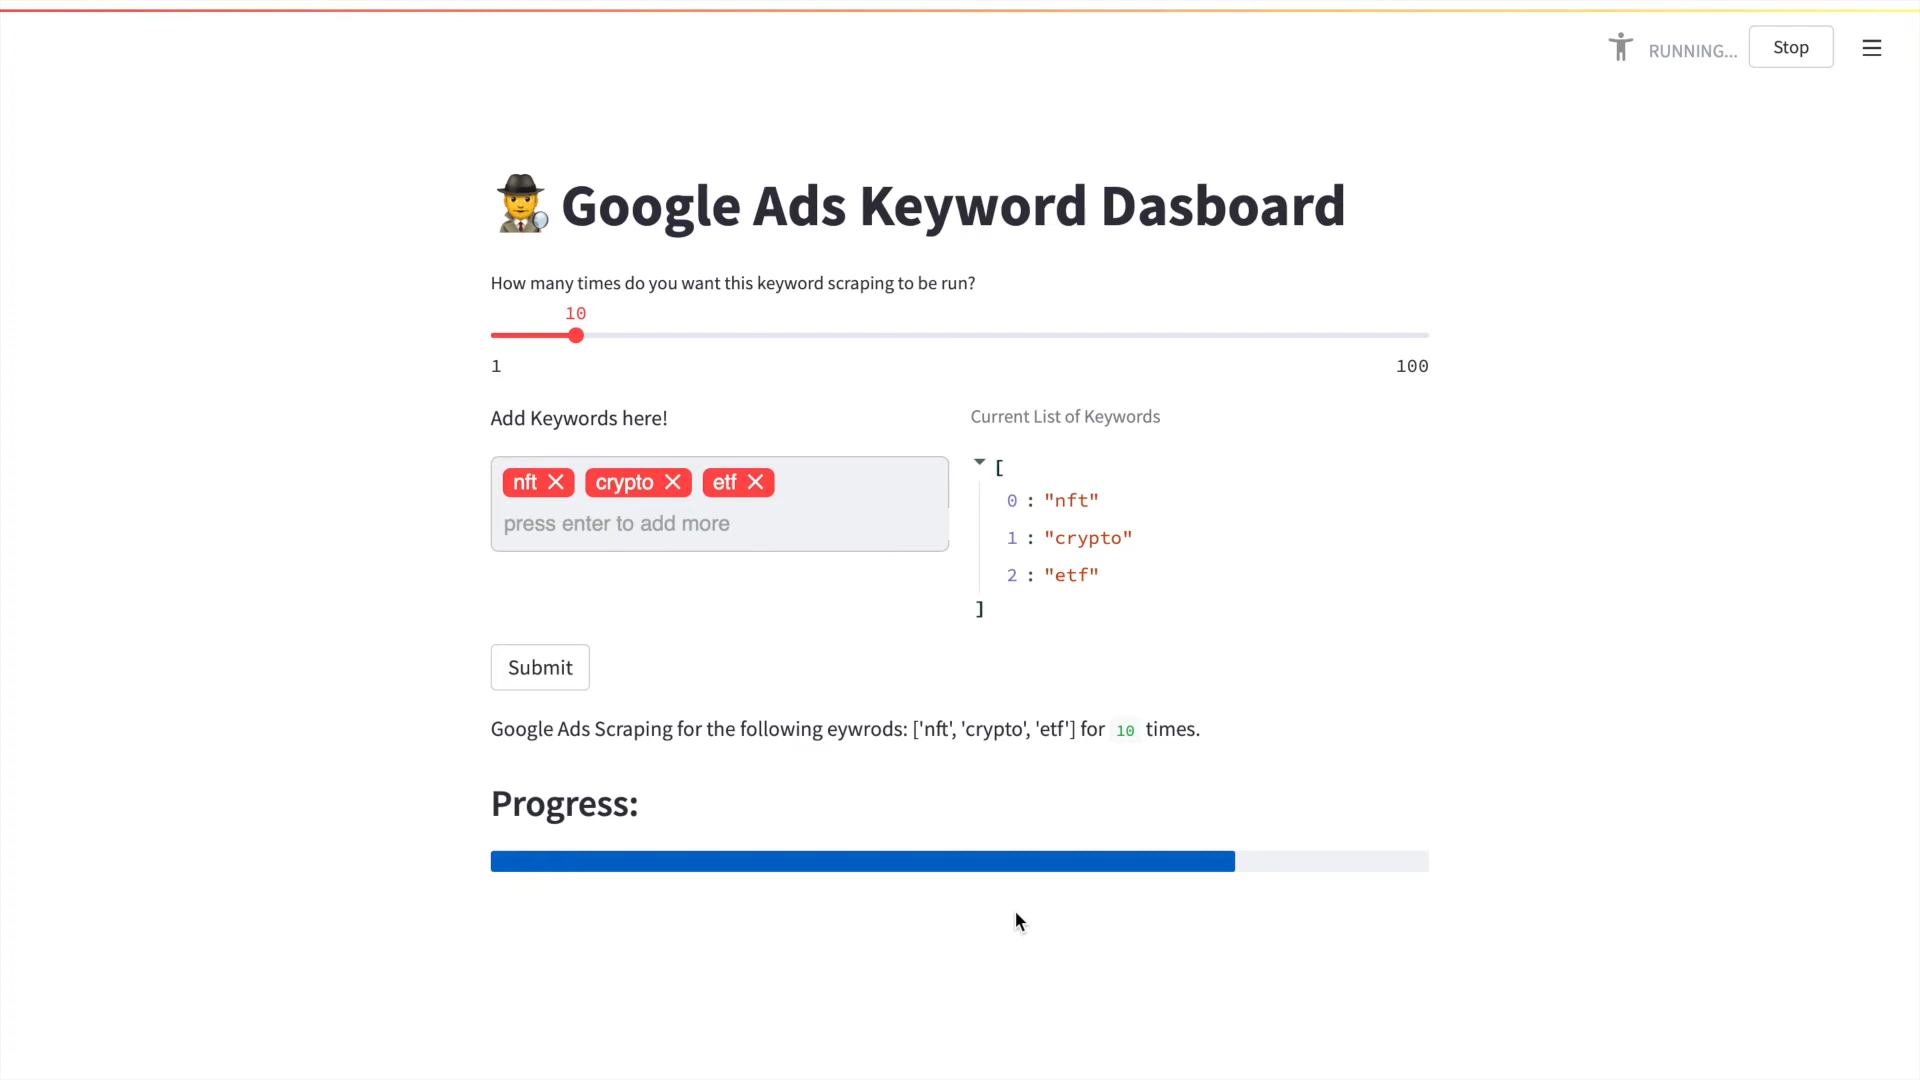 RUNNING...
Stop
Google Ads Keyword Dasboard
How many times do you want this keyword scraping to be run?
10
1
100
Add Keywords here!
Current List of Keywords
nft crypto etf
press enter to add more
[
0 : "nft"
1 : "crypto"
2 : "etf"
]
Submit
Google Ads Scraping for the following eywrods: ['nft', 'crypto', 'etf'] for 10 times.
Progress: